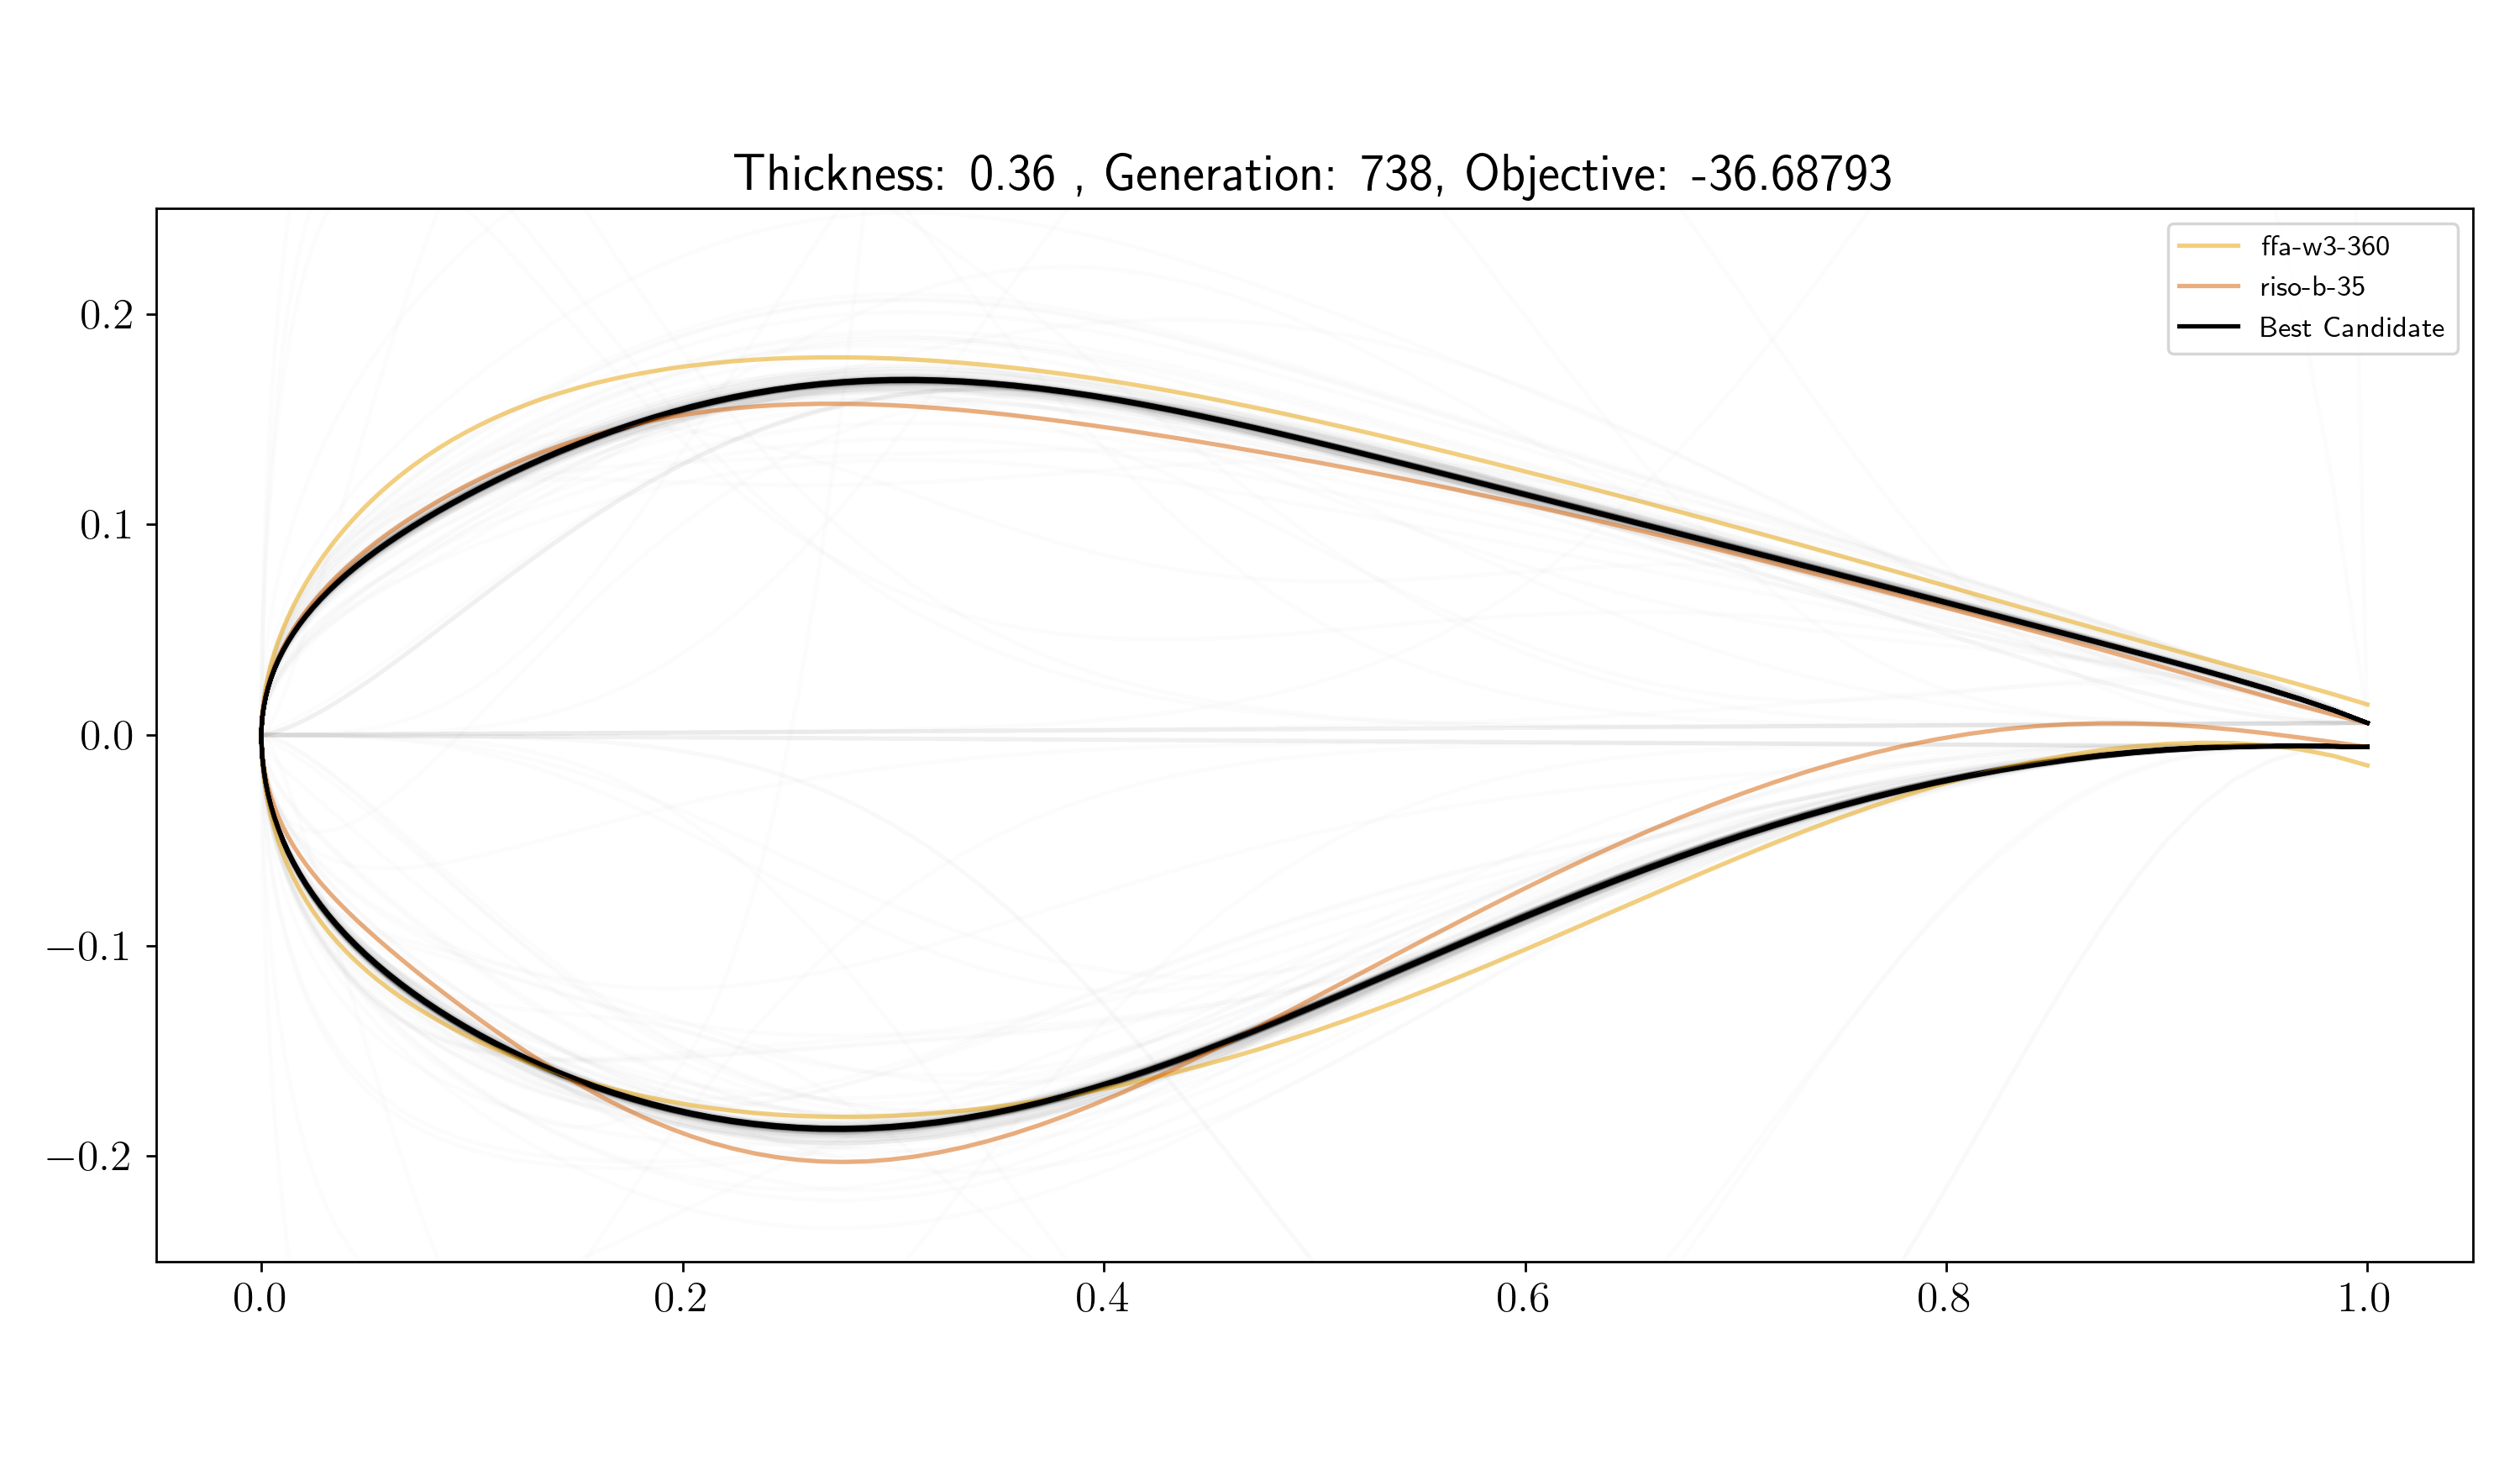 Thickness: 0.36 , Generation: 738, Objective: -36.68793
ffa-w3-360
riso-b-35
Best Candidate
0.2
0.1
0.0
−0.1
−0.2
0.0 0.2 0.4 0.6 0.8 1.0